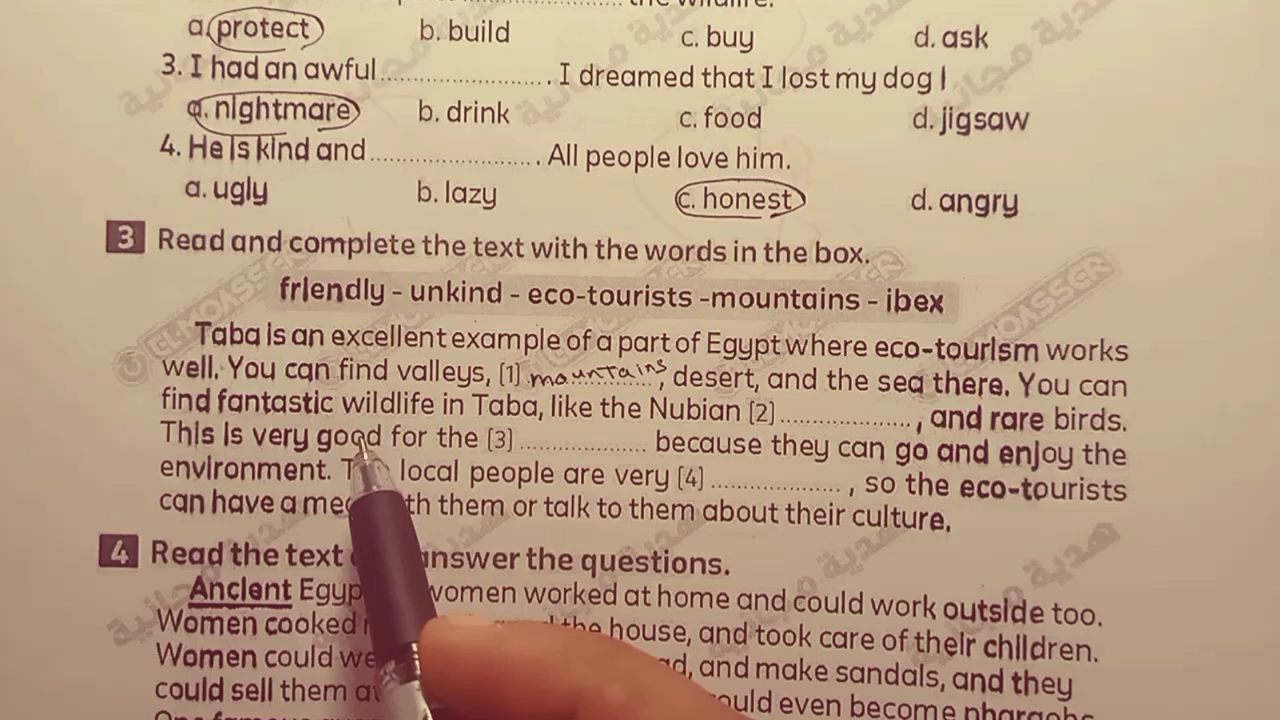 the wildlife.
a. protect b. build c. buy d. ask
3. I had an awful ........................ . I dreamed that I lost my dog !
a. nightmare b. drink c. food d. jigsaw
4. He is kind and ........................ . All people love him.
a. ugly b. lazy c. honest d. angry
3 Read and complete the text with the words in the box.
friendly - unkind - eco-tourists -mountains - ibex
Taba is an excellent example of a part of Egypt where eco-tourism works
well. You can find valleys, [1] mountains, desert, and the sea there. You can
find fantastic wildlife in Taba, like the Nubian [2] .................... , and rare birds.
This is very good for the [3] .................... because they can go and enjoy the
environment. local people are very [4] .................... , so the eco-tourists
can have a them or talk to them about their culture.
4 Read the text answer the questions.
Ancient women worked at home and could work outside too.
Women cooked the house, and took care of their children.
Women could and make sandals, and they
could sell them even become pharaohs
ELMOASSER
هدية مجانية